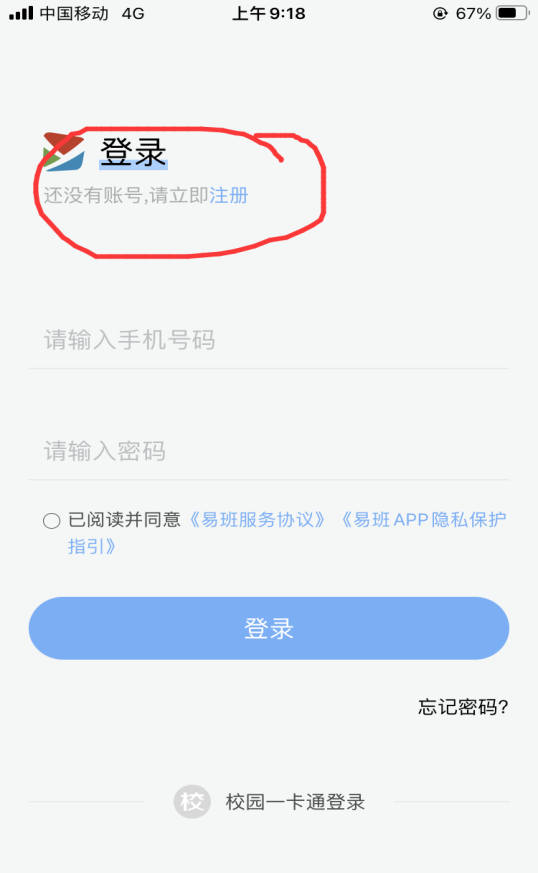 中国移动 4G 上午9:18 67%
登录
还没有账号,请立即注册
请输入手机号码
请输入密码
已阅读并同意《易班服务协议》《易班APP隐私保护
指引》
登录
忘记密码?
校 校园一卡通登录